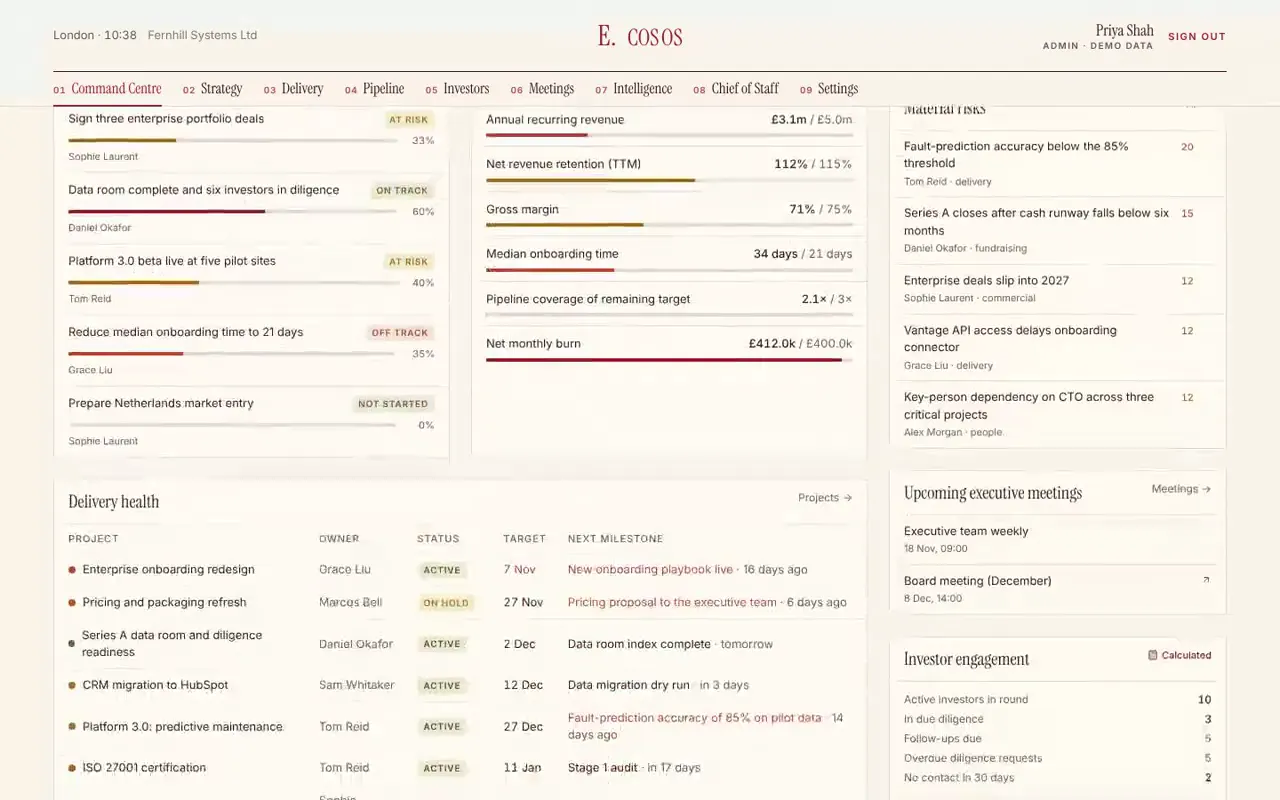 London · 10:38 Fernhill Systems Ltd
E. COSOS
Priya Shah
ADMIN · DEMO DATA
SIGN OUT
01 Command Centre
02 Strategy
03 Delivery
04 Pipeline
05 Investors
06 Meetings
07 Intelligence
08 Chief of Staff
09 Settings
Sign three enterprise portfolio deals
AT RISK
33%
Sophie Laurent
Data room complete and six investors in diligence
ON TRACK
60%
Daniel Okafor
Platform 3.0 beta live at five pilot sites
AT RISK
40%
Tom Reid
Reduce median onboarding time to 21 days
OFF TRACK
35%
Grace Liu
Prepare Netherlands market entry
NOT STARTED
0%
Sophie Laurent
Annual recurring revenue £3.1m / £5.0m
Net revenue retention (TTM) 112% / 115%
Gross margin 71% / 75%
Median onboarding time 34 days / 21 days
Pipeline coverage of remaining target 2.1× / 3×
Net monthly burn £412.0k / £400.0k
Material risks
Fault-prediction accuracy below the 85%
threshold
20
Tom Reid · delivery
Series A closes after cash runway falls below six
months
15
Daniel Okafor · fundraising
Enterprise deals slip into 2027
12
Sophie Laurent · commercial
Vantage API access delays onboarding
connector
12
Grace Liu · delivery
Key-person dependency on CTO across three
critical projects
12
Alex Morgan · people
Delivery health
Projects →
PROJECT OWNER STATUS TARGET NEXT MILESTONE
Enterprise onboarding redesign Grace Liu ACTIVE 7 Nov New onboarding playbook live · 16 days ago
Pricing and packaging refresh Marcus Bell ON HOLD 27 Nov Pricing proposal to the executive team · 6 days ago
Series A data room and diligence
readiness
Daniel Okafor ACTIVE 2 Dec Data room index complete · tomorrow
CRM migration to HubSpot Sam Whitaker ACTIVE 12 Dec Data migration dry run · in 3 days
Platform 3.0: predictive maintenance Tom Reid ACTIVE 27 Dec Fault-prediction accuracy of 85% on pilot data · 14
days ago
ISO 27001 certification Tom Reid ACTIVE 11 Jan Stage 1 audit · in 17 days
Sophie
Upcoming executive meetings
Meetings →
Executive team weekly
18 Nov, 09:00
Board meeting (December) ↗
8 Dec, 14:00
Investor engagement
Calculated
Active investors in round 10
In due diligence 3
Follow-ups due 5
Overdue diligence requests 5
No contact in 30 days 2